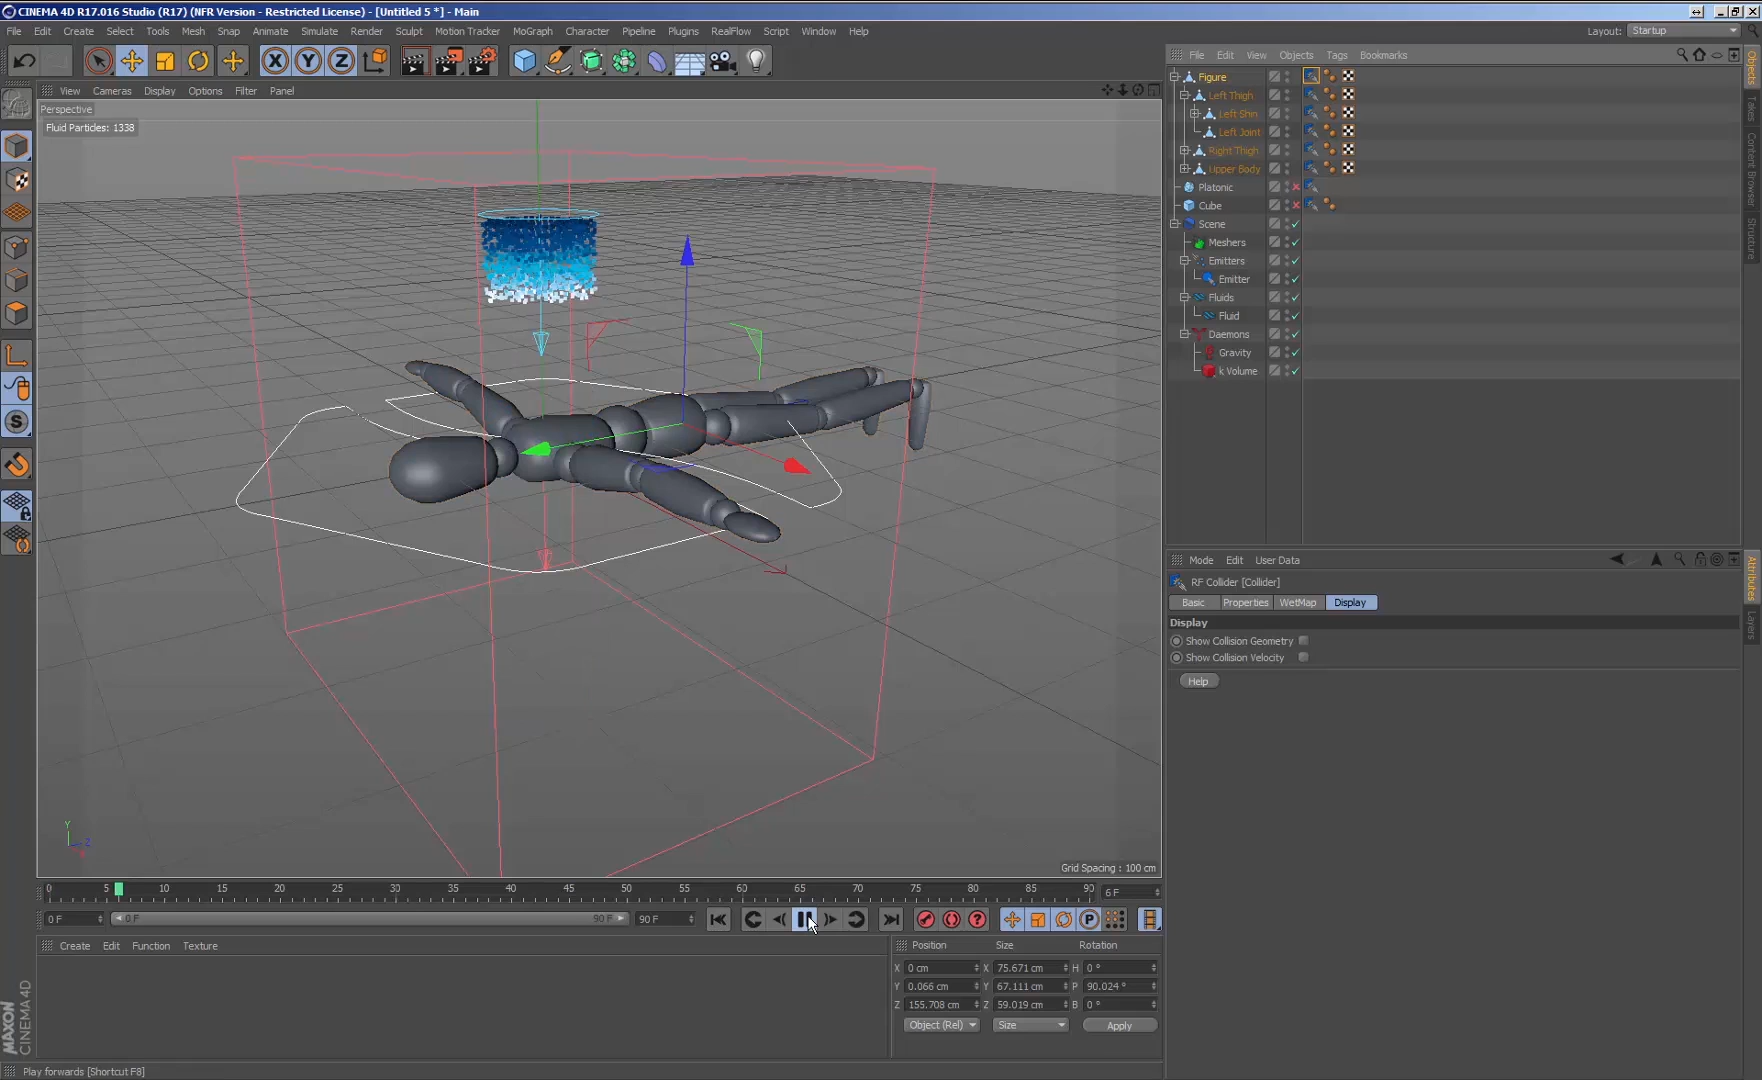 CINEMA 4D R17.016 Studio (R17) (NFR Version - Restricted License) - [Untitled 5 *] - Main
File Edit Create Select Tools Mesh Snap Animate Simulate Render Sculpt Motion Tracker MoGraph Character Pipeline Plugins RealFlow Script Window Help
Layout: Startup
View Cameras Display Options Filter Panel
Perspective
Fluid Particles: 1338
X Y Z
Grid Spacing : 100 cm
File Edit View Objects Tags Bookmarks
Figure
Left Thigh
Left Shin
Left Joint
Right Thigh
Upper Body
Platonic
Cube
Scene
Meshers
Emitters
Emitter
Fluids
Fluid
Daemons
Gravity
k Volume
Objects
Takes
Content Browser
Structure
Mode Edit User Data
RF Collider [Collider]
Basic Properties WetMap Display
Display
Show Collision Geometry
Show Collision Velocity
Help
Attributes
Layers
0 5 10 15 20 25 30 35 40 45 50 55 60 65 70 75 80 85 90
6 F
0 F 0 F 90 F 90 F
Create Edit Function Texture
Position Size Rotation
X 0 cm X 75.671 cm H 0 °
Y 0.066 cm Y 67.111 cm P 90.024 °
Z 155.708 cm Z 59.019 cm B 0 °
Object (Rel) Size Apply
MAXON
CINEMA 4D
Play forwards [Shortcut F8]